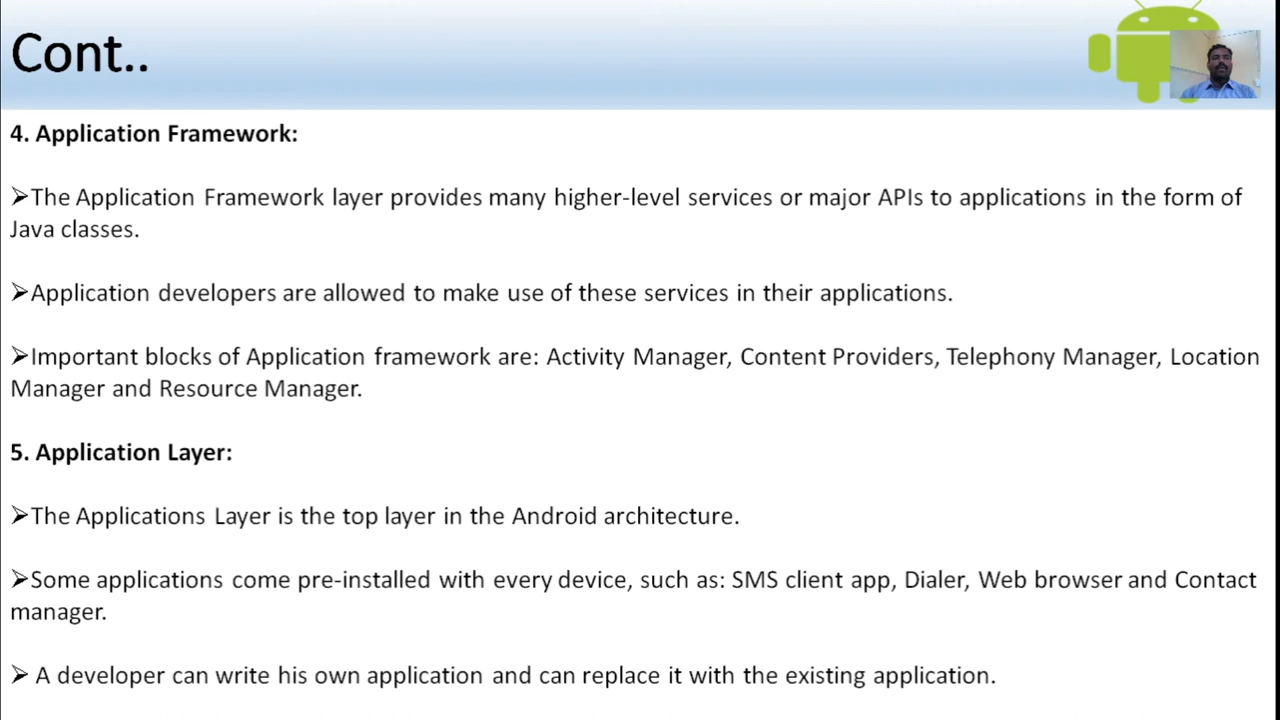 Cont..
4. Application Framework:
➢The Application Framework layer provides many higher-level services or major APIs to applications in the form of
Java classes.
➢Application developers are allowed to make use of these services in their applications.
➢Important blocks of Application framework are: Activity Manager, Content Providers, Telephony Manager, Location
Manager and Resource Manager.
5. Application Layer:
➢The Applications Layer is the top layer in the Android architecture.
➢Some applications come pre-installed with every device, such as: SMS client app, Dialer, Web browser and Contact
manager.
➢ A developer can write his own application and can replace it with the existing application.